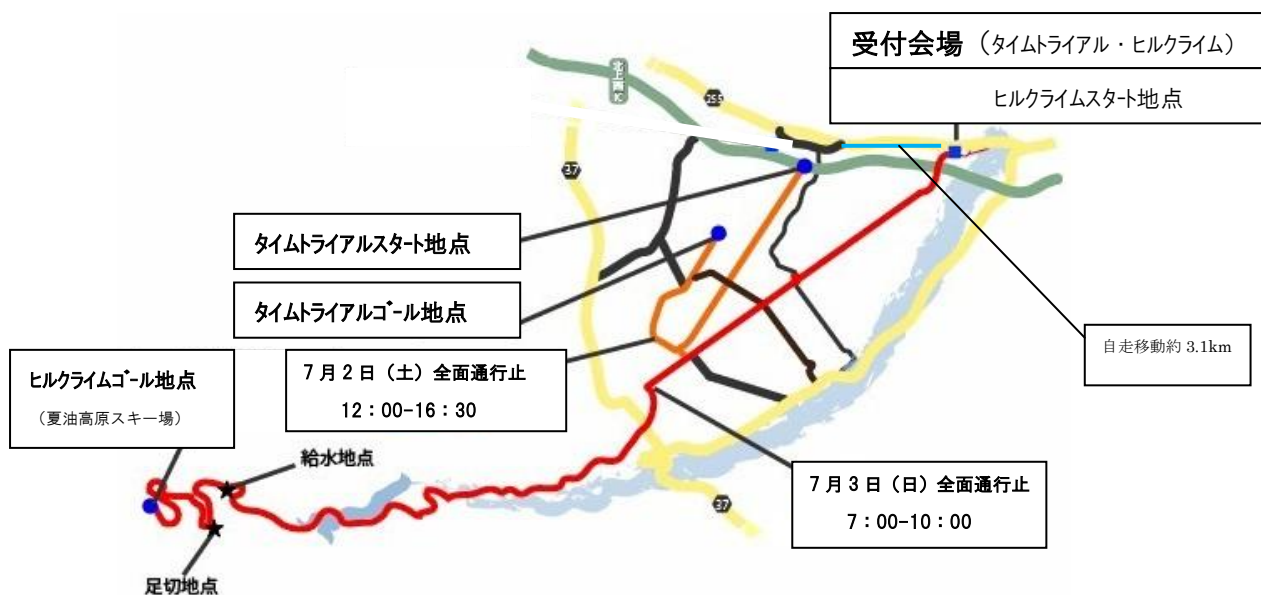 受付会場（タイムトライアル・ヒルクライム）
ヒルクライムスタート地点
北上南IC
255
37
タイムトライアルスタート地点
タイムトライアルゴール地点
自走移動約 3.1km
7月2日（土）全面通行止
12：00-16：30
ヒルクライムゴール地点
（夏油高原スキー場）
給水地点
7月3日（日）全面通行止
7：00-10：00
37
足切地点